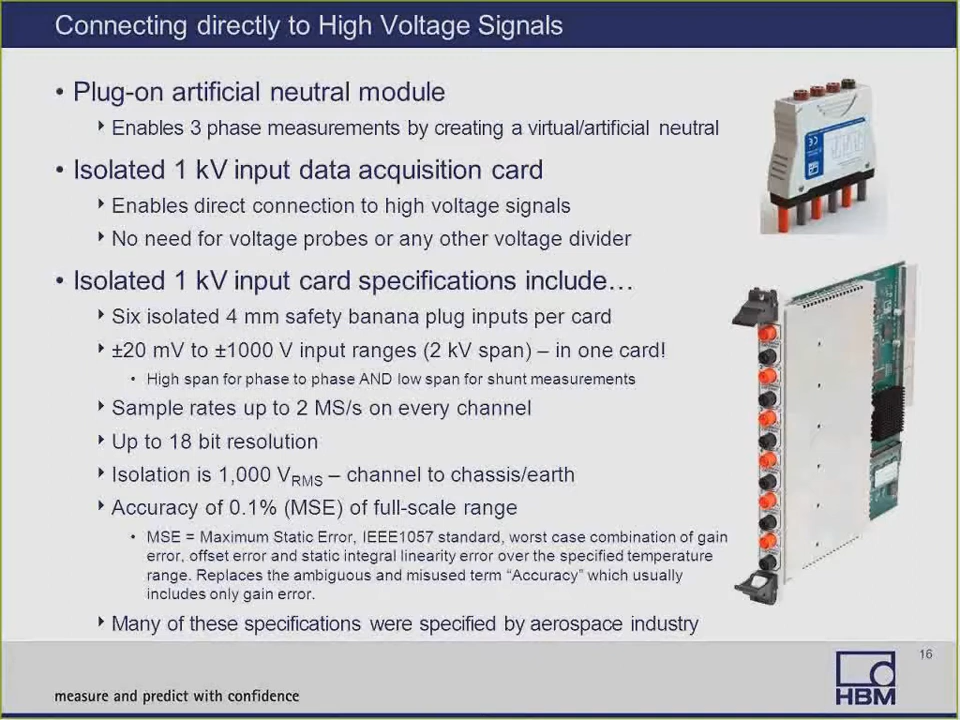 Connecting directly to High Voltage Signals
• Plug-on artificial neutral module
‣ Enables 3 phase measurements by creating a virtual/artificial neutral
• Isolated 1 kV input data acquisition card
‣ Enables direct connection to high voltage signals
‣ No need for voltage probes or any other voltage divider
• Isolated 1 kV input card specifications include…
‣ Six isolated 4 mm safety banana plug inputs per card
‣ ±20 mV to ±1000 V input ranges (2 kV span) – in one card!
• High span for phase to phase AND low span for shunt measurements
‣ Sample rates up to 2 MS/s on every channel
‣ Up to 18 bit resolution
‣ Isolation is 1,000 VRMS – channel to chassis/earth
‣ Accuracy of 0.1% (MSE) of full-scale range
• MSE = Maximum Static Error, IEEE1057 standard, worst case combination of gain
error, offset error and static integral linearity error over the specified temperature
range. Replaces the ambiguous and misused term “Accuracy” which usually
includes only gain error.
‣ Many of these specifications were specified by aerospace industry
16
measure and predict with confidence
HBM